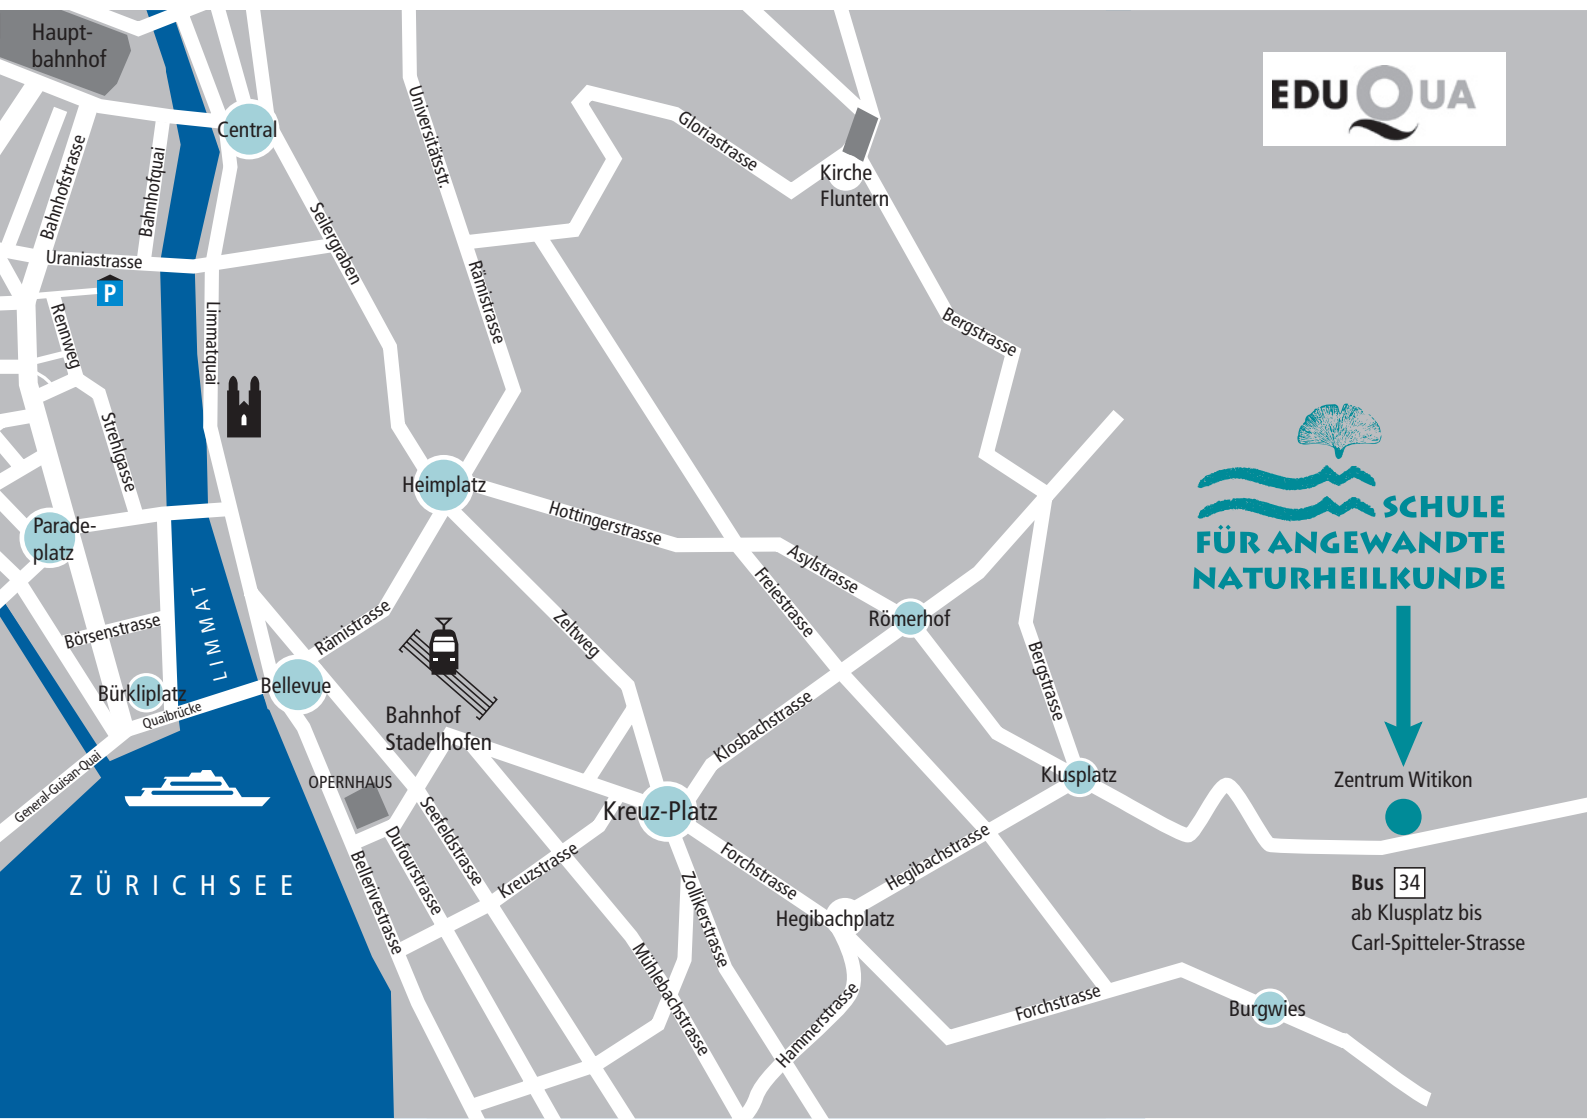 Haupt-
bahnhof
Central
EDUQUA
Universitätsstr.
Gloriastrasse
Kirche
Fluntern
Bahnhofstrasse
Bahnhofquai
Seilergraben
Uraniastrasse
P
Rämistrasse
Rennweg
Limmatquai
Bergstrasse
Strehlgasse
Heimplatz
Hottingerstrasse
SCHULE
FÜR ANGEWANDTE
NATURHEILKUNDE
Parade-
platz
Asylstrasse
Freiestrasse
Römerhof
LIMMAT
Börsenstrasse
Rämistrasse
Zeltweg
Bergstrasse
Bürkliplatz
Bellevue
Quaibrücke
Bahnhof
Stadelhofen
Klosbachstrasse
General-Guisan-Quai
OPERNHAUS
Klusplatz
Zentrum Witikon
Kreuz-Platz
Seefeldstrasse
Dufourstrasse
Bellerivestrasse
Kreuzstrasse
Forchstrasse
Hegibachstrasse
ZÜRICHSEE
Zollikerstrasse
Hegibachplatz
Bus 34
ab Klusplatz bis
Carl-Spitteler-Strasse
Mühlebachstrasse
Hammerstrasse
Forchstrasse
Burgwies